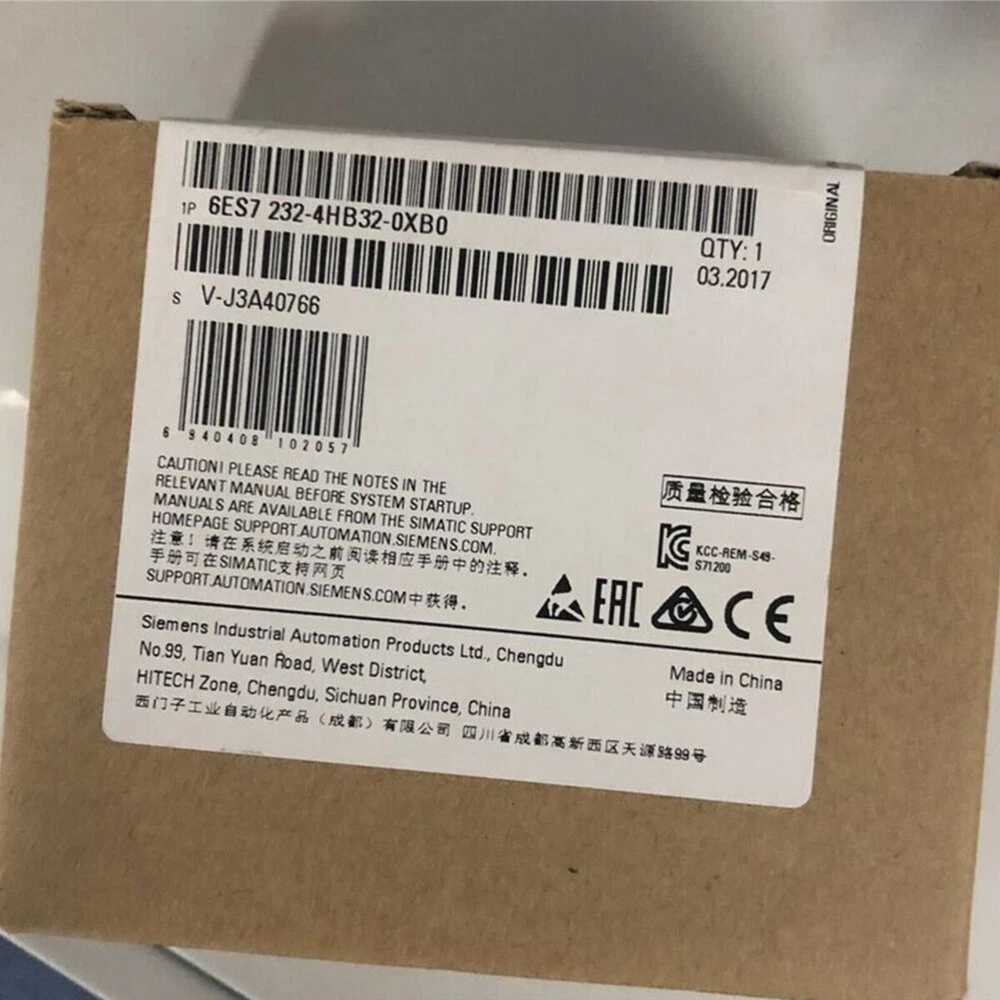 ORIGINAL
1P 6ES7 232-4HB32-0XB0
QTY: 1
03.2017
S V-J3A40766
6 940408 102057
CAUTION! PLEASE READ THE NOTES IN THE
RELEVANT MANUAL BEFORE SYSTEM STARTUP.
MANUALS ARE AVAILABLE FROM THE SIMATIC SUPPORT
HOMEPAGE SUPPORT.AUTOMATION.SIEMENS.COM.
注意！请在系统启动之前阅读相应手册中的注释。
手册可在SIMATIC支持网页
SUPPORT.AUTOMATION.SIEMENS.COM中获得。
质量检验合格
KCC-REM-S49-
S71200
EAC CE
Siemens Industrial Automation Products Ltd., Chengdu
No.99, Tian Yuan Road, West District,
HITECH Zone, Chengdu, Sichuan Province, China
西门子工业自动化产品（成都）有限公司 四川省成都高新西区天源路99号
Made in China
中国制造